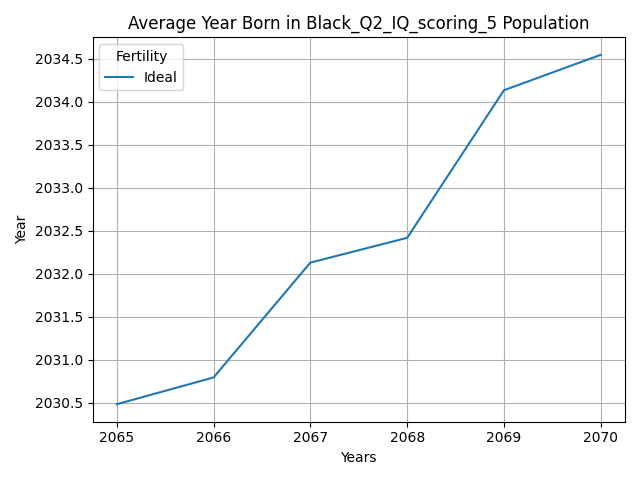 Average Year Born in Black_Q2_IQ_scoring_5 Population
Fertility
Ideal
2034.5
2034.0
2033.5
2033.0
2032.5
2032.0
2031.5
2031.0
2030.5
Year
2065 2066 2067 2068 2069 2070
Years